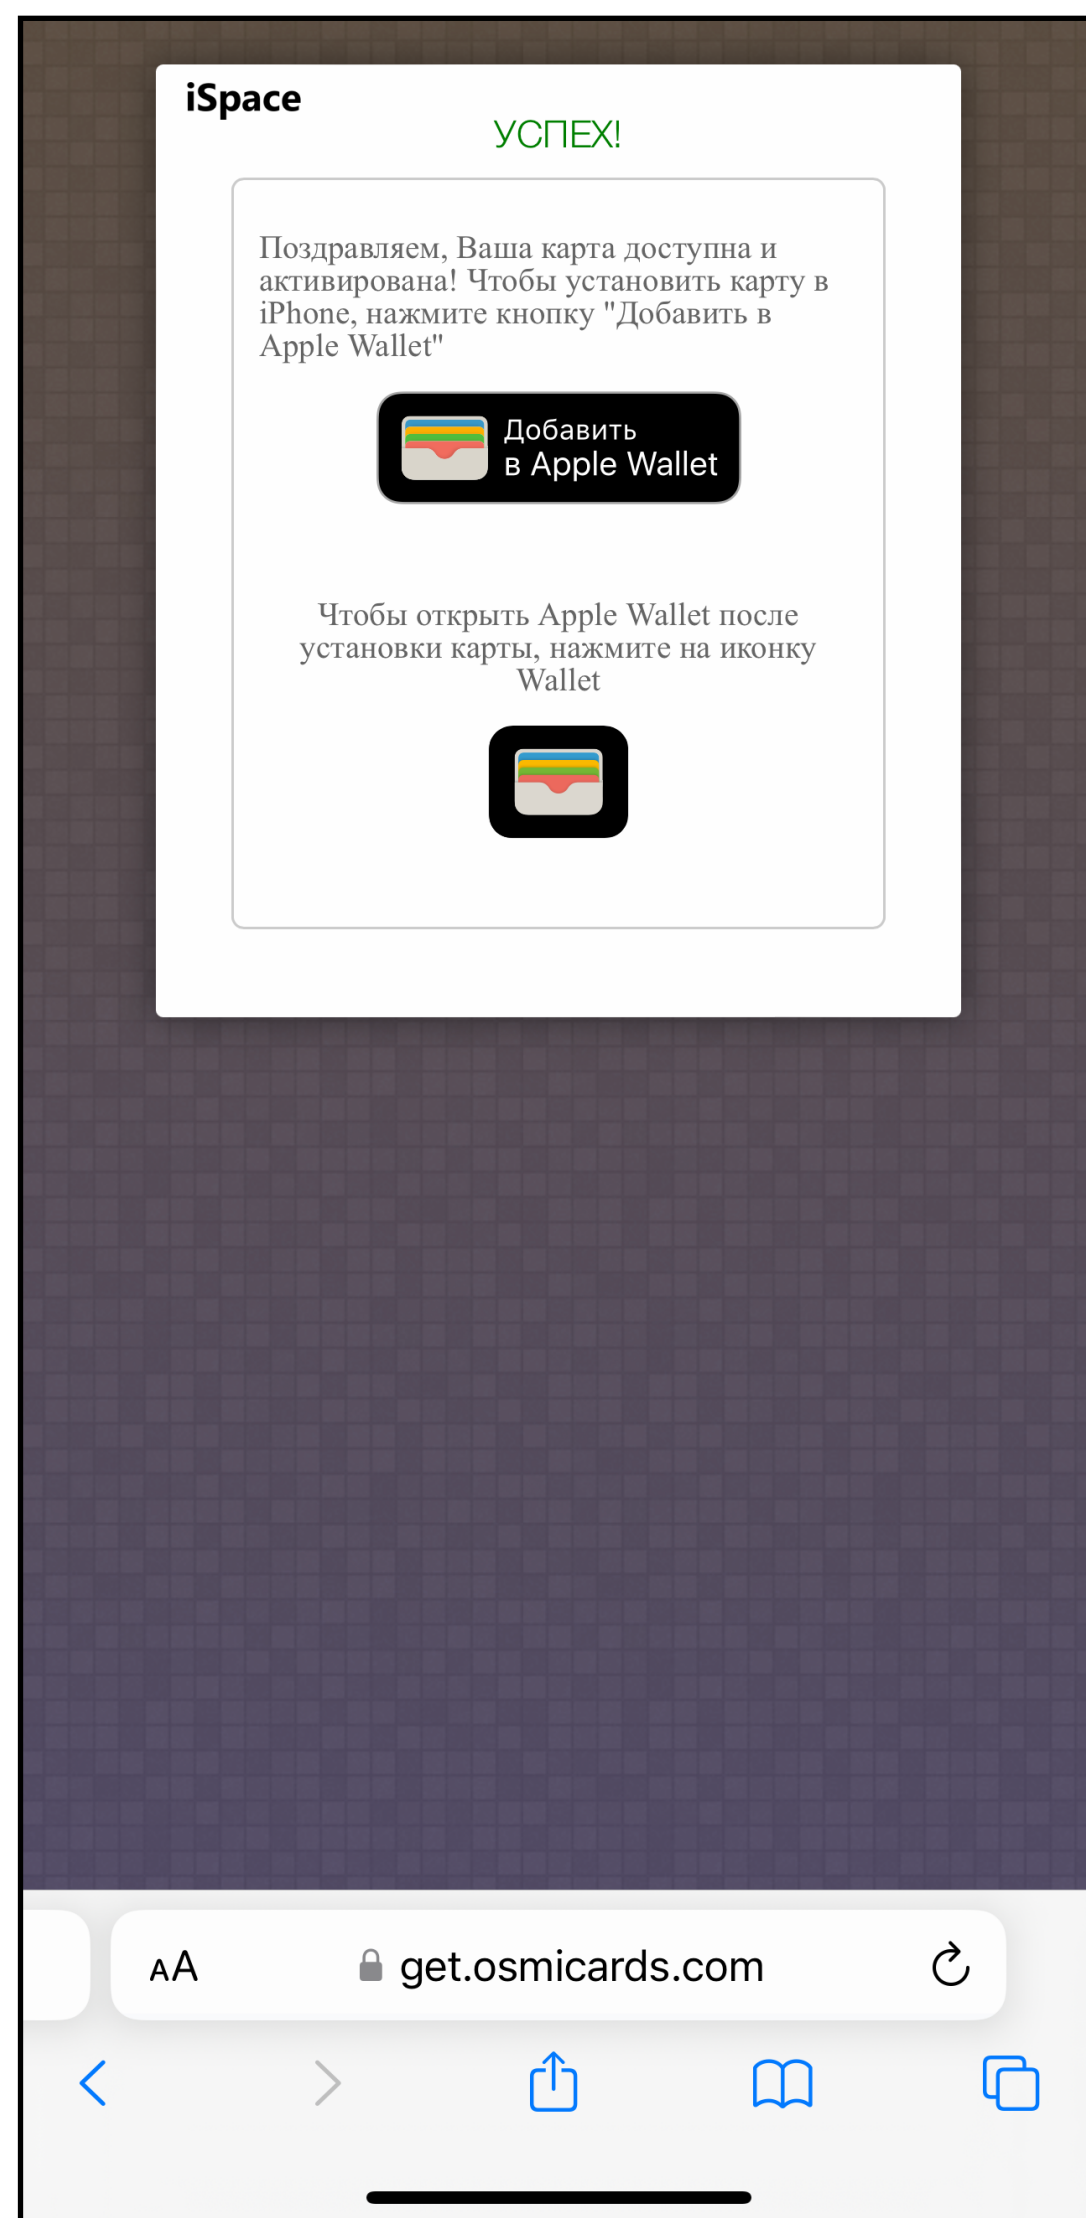 iSpace
УСПЕХ!
Поздравляем, Ваша карта доступна и
активирована! Чтобы установить карту в
iPhone, нажмите кнопку "Добавить в
Apple Wallet"
Добавить
в Apple Wallet
Чтобы открыть Apple Wallet после
установки карты, нажмите на иконку
Wallet
AA
get.osmicards.com